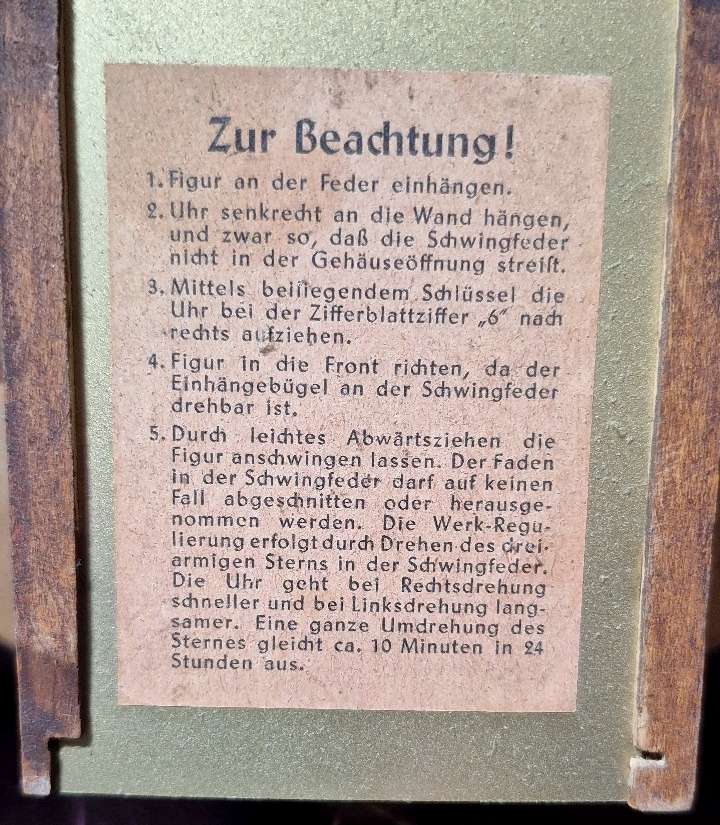 Zur Beachtung!
1. Figur an der Feder einhängen.
2. Uhr senkrecht an die Wand hängen,
und zwar so, daß die Schwingfeder
nicht in der Gehäuseöffnung streift.
3. Mittels beiliegendem Schlüssel die
Uhr bei der Zifferblattziffer „6" nach
rechts aufziehen.
4. Figur in die Front richten, da der
Einhängebügel an der Schwingfeder
drehbar ist.
5. Durch leichtes Abwärtsziehen die
Figur anschwingen lassen. Der Faden
in der Schwingfeder darf auf keinen
Fall abgeschnitten oder herausge-
nommen werden. Die Werk-Regu-
lierung erfolgt durch Drehen des drei-
armigen Sterns in der Schwingfeder.
Die Uhr geht bei Rechtsdrehung
schneller und bei Linksdrehung lang-
samer. Eine ganze Umdrehung des
Sternes gleicht ca. 10 Minuten in 24
Stunden aus.